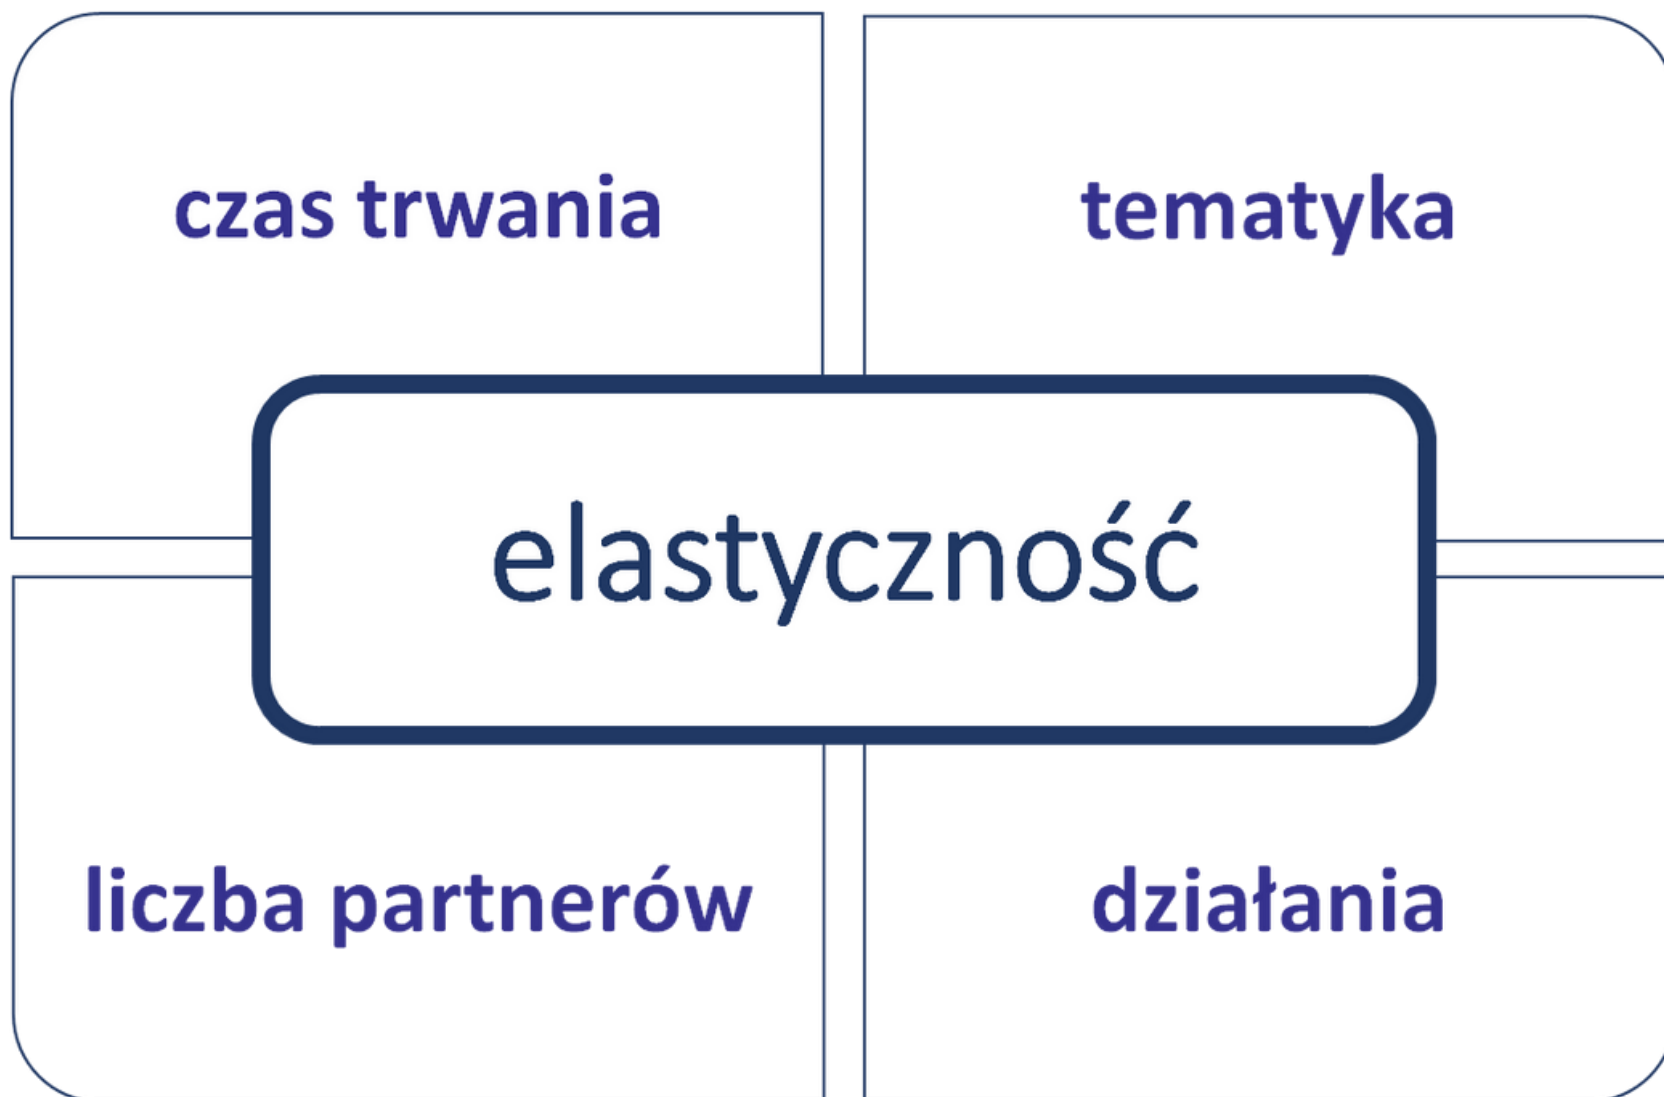 czas trwania
tematyka
elastyczność
liczba partnerów
działania